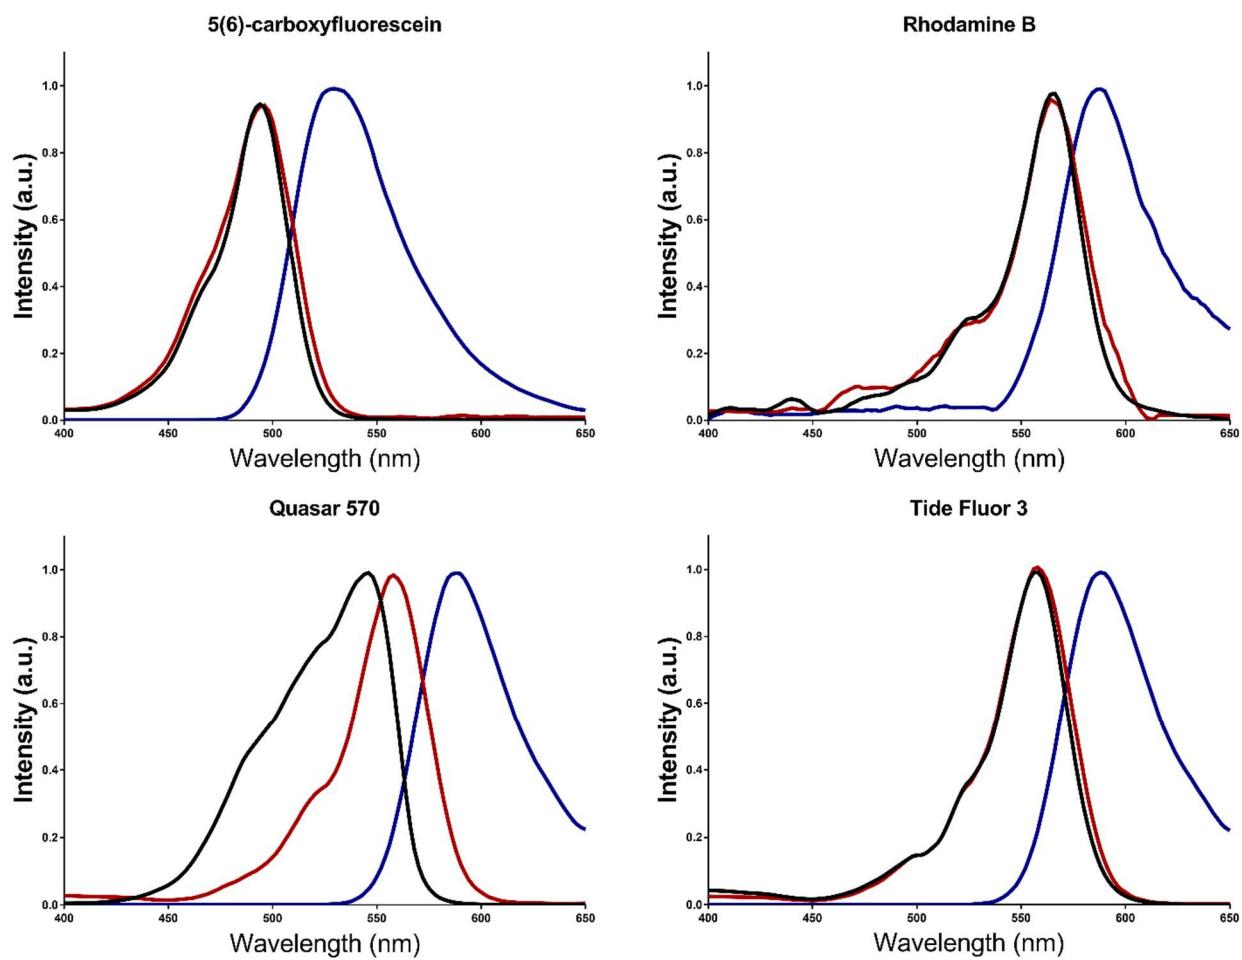 5(6)-carboxyfluorescein
Intensity (a.u.)
1.0
0.8
0.6
0.4
0.2
0.0
400 450 500 550 600 650
Wavelength (nm)
Rhodamine B
Intensity (a.u.)
1.0
0.8
0.6
0.4
0.2
0.0
400 450 500 550 600 650
Wavelength (nm)
Quasar 570
Intensity (a.u.)
1.0
0.8
0.6
0.4
0.2
0.0
400 450 500 550 600 650
Wavelength (nm)
Tide Fluor 3
Intensity (a.u.)
1.0
0.8
0.6
0.4
0.2
0.0
400 450 500 550 600 650
Wavelength (nm)